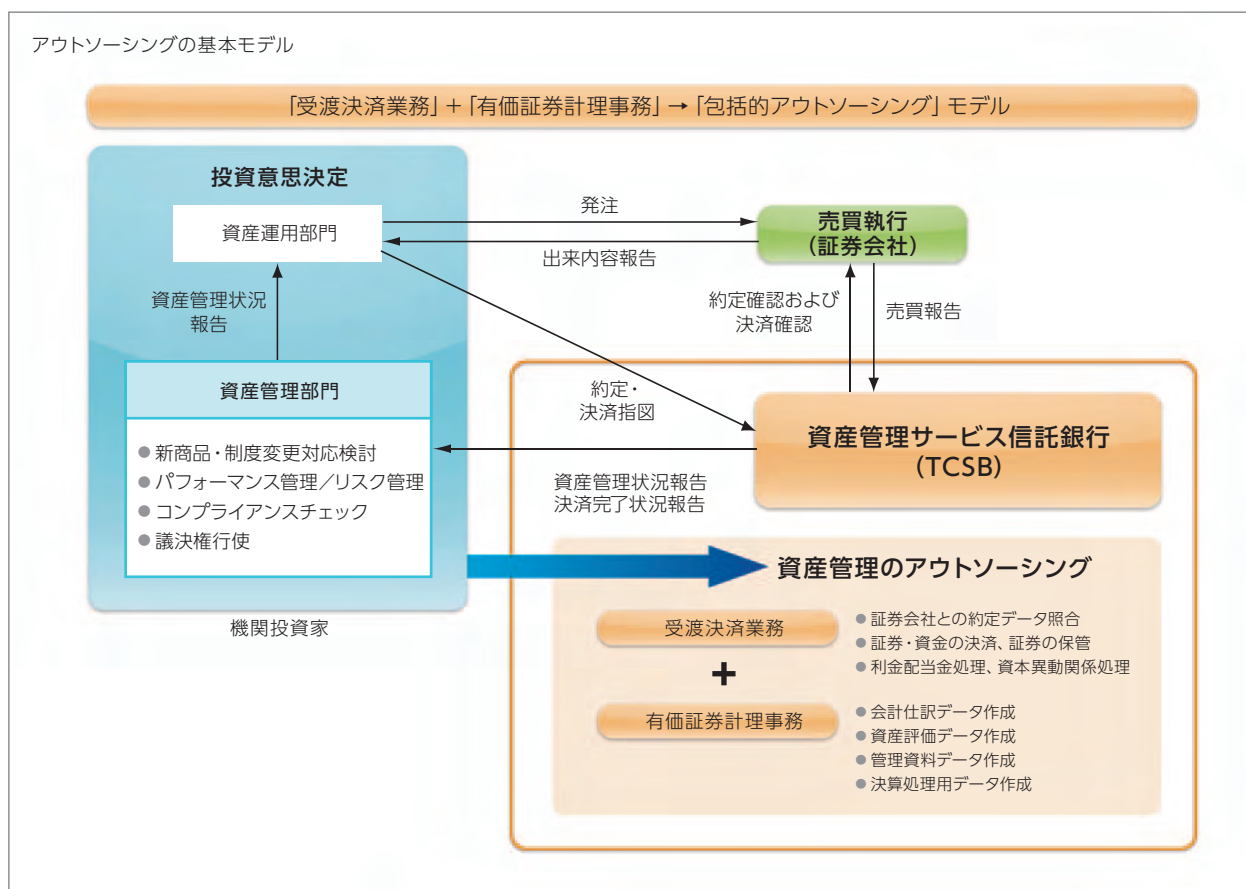 アウトソーシングの基本モデル
「受渡決済業務」+「有価証券計理事務」→「包括的アウトソーシング」モデル
投資意思決定
資産運用部門
発注
出来内容報告
売買執行
(証券会社)
資産管理状況
報告
約定確認および
決済確認
売買報告
資産管理部門
● 新商品・制度変更対応検討
● パフォーマンス管理/リスク管理
● コンプライアンスチェック
● 議決権行使
機関投資家
約定・
決済指図
資産管理サービス信託銀行
(TCSB)
資産管理状況報告
決済完了状況報告
資産管理のアウトソーシング
受渡決済業務
● 証券会社との約定データ照合
● 証券・資金の決済、証券の保管
● 利金配当金処理、資本異動関係処理
+
有価証券計理事務
● 会計仕訳データ作成
● 資産評価データ作成
● 管理資料データ作成
● 決算処理用データ作成